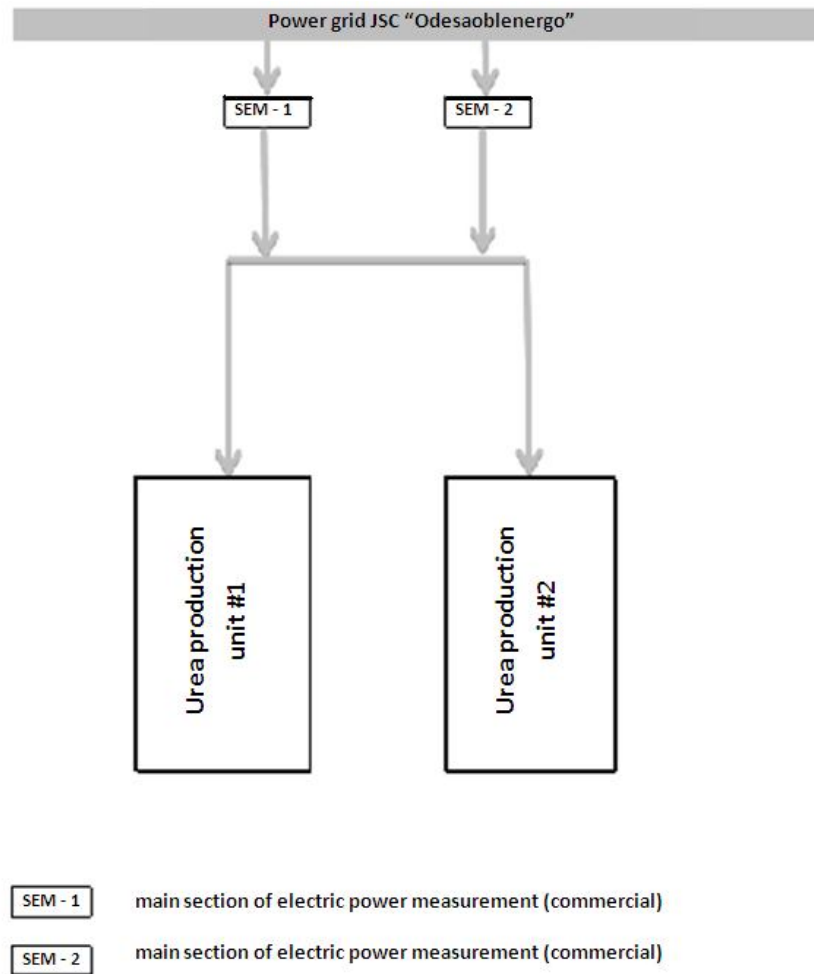 Power grid JSC “Odesaoblenergo”
SEM - 1
SEM - 2
Urea production
unit #1
Urea production
unit #2
SEM - 1 main section of electric power measurement (commercial)
SEM - 2 main section of electric power measurement (commercial)